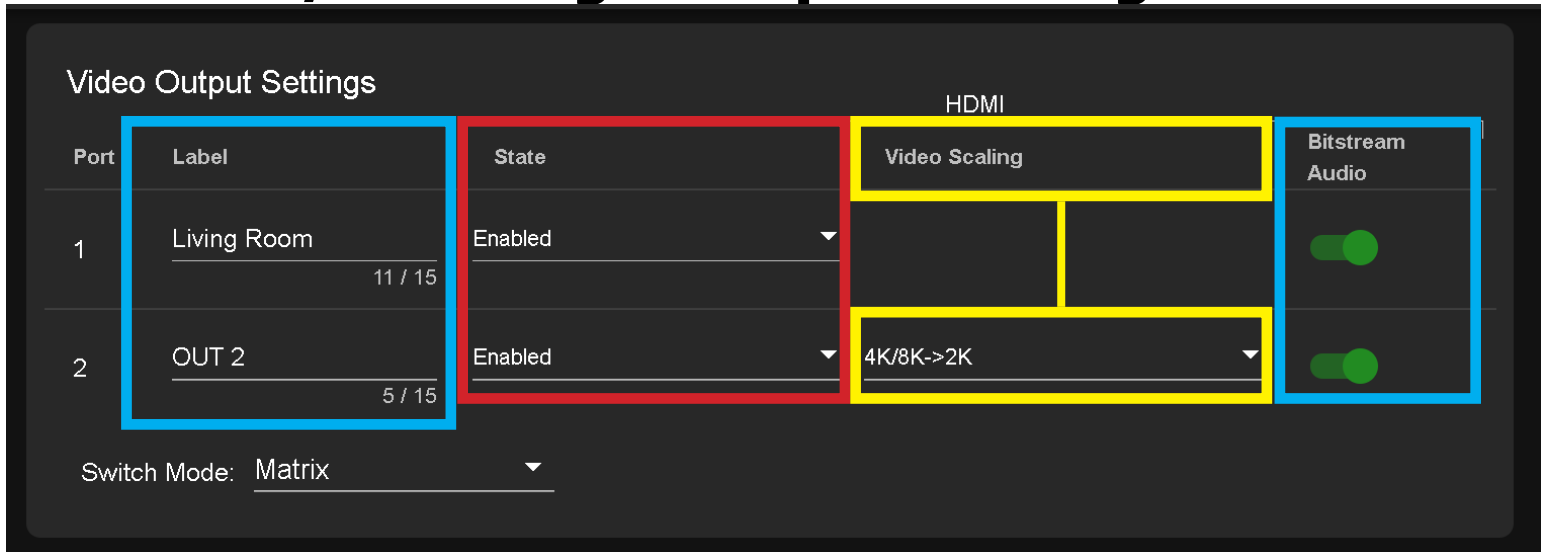 Video Output Settings
HDMI
Port Label State Video Scaling Bitstream Audio
1 Living Room Enabled
11 / 15
2 OUT 2 Enabled 4K/8K->2K
5 / 15
Switch Mode: Matrix